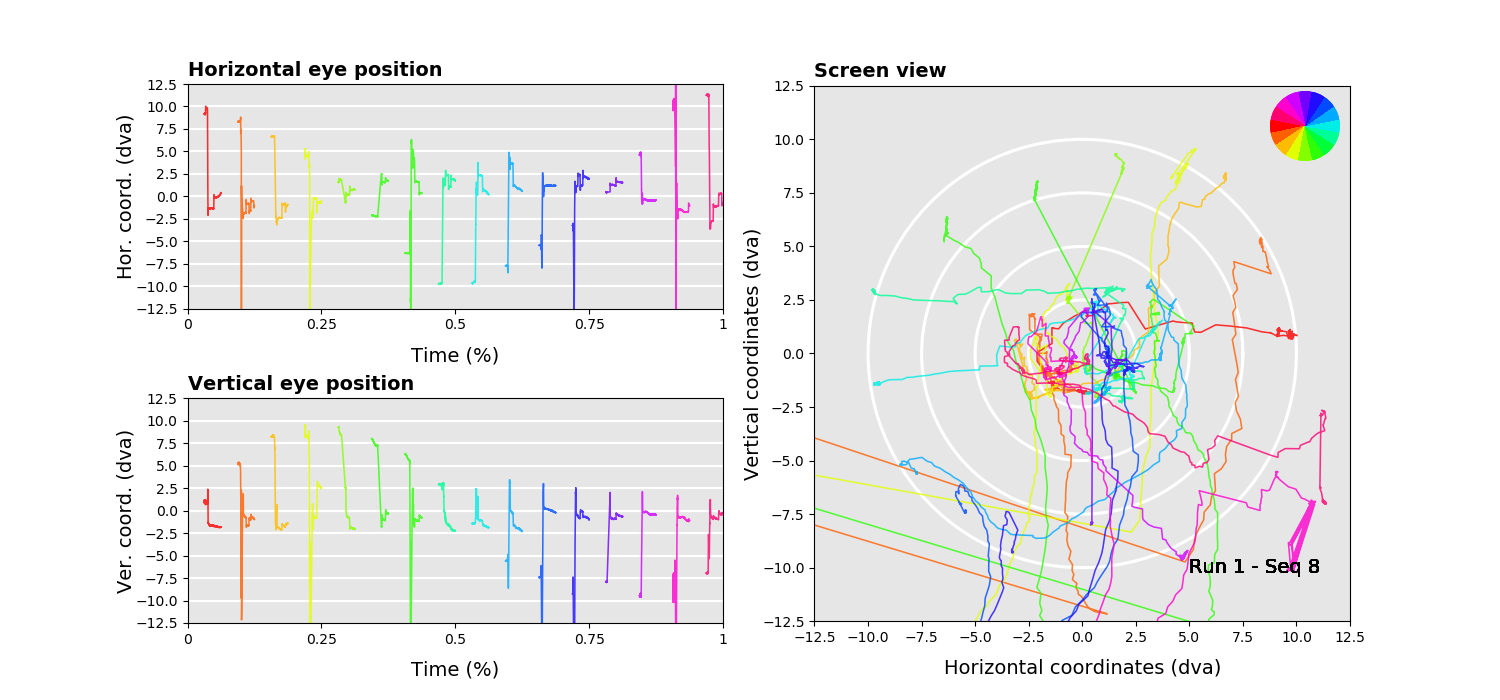 Horizontal eye position
Hor. coord. (dva)
12.5
10.0
7.5
5.0
2.5
0.0
−2.5
−5.0
−7.5
−10.0
−12.5
0 0.25 0.5 0.75 1
Time (%)
Vertical eye position
Ver. coord. (dva)
12.5
10.0
7.5
5.0
2.5
0.0
−2.5
−5.0
−7.5
−10.0
−12.5
0 0.25 0.5 0.75 1
Time (%)
Screen view
Vertical coordinates (dva)
12.5
10.0
7.5
5.0
2.5
0.0
−2.5
−5.0
−7.5
−10.0
−12.5
Run 1 - Seq 8
−12.5 −10.0 −7.5 −5.0 −2.5 0.0 2.5 5.0 7.5 10.0 12.5
Horizontal coordinates (dva)